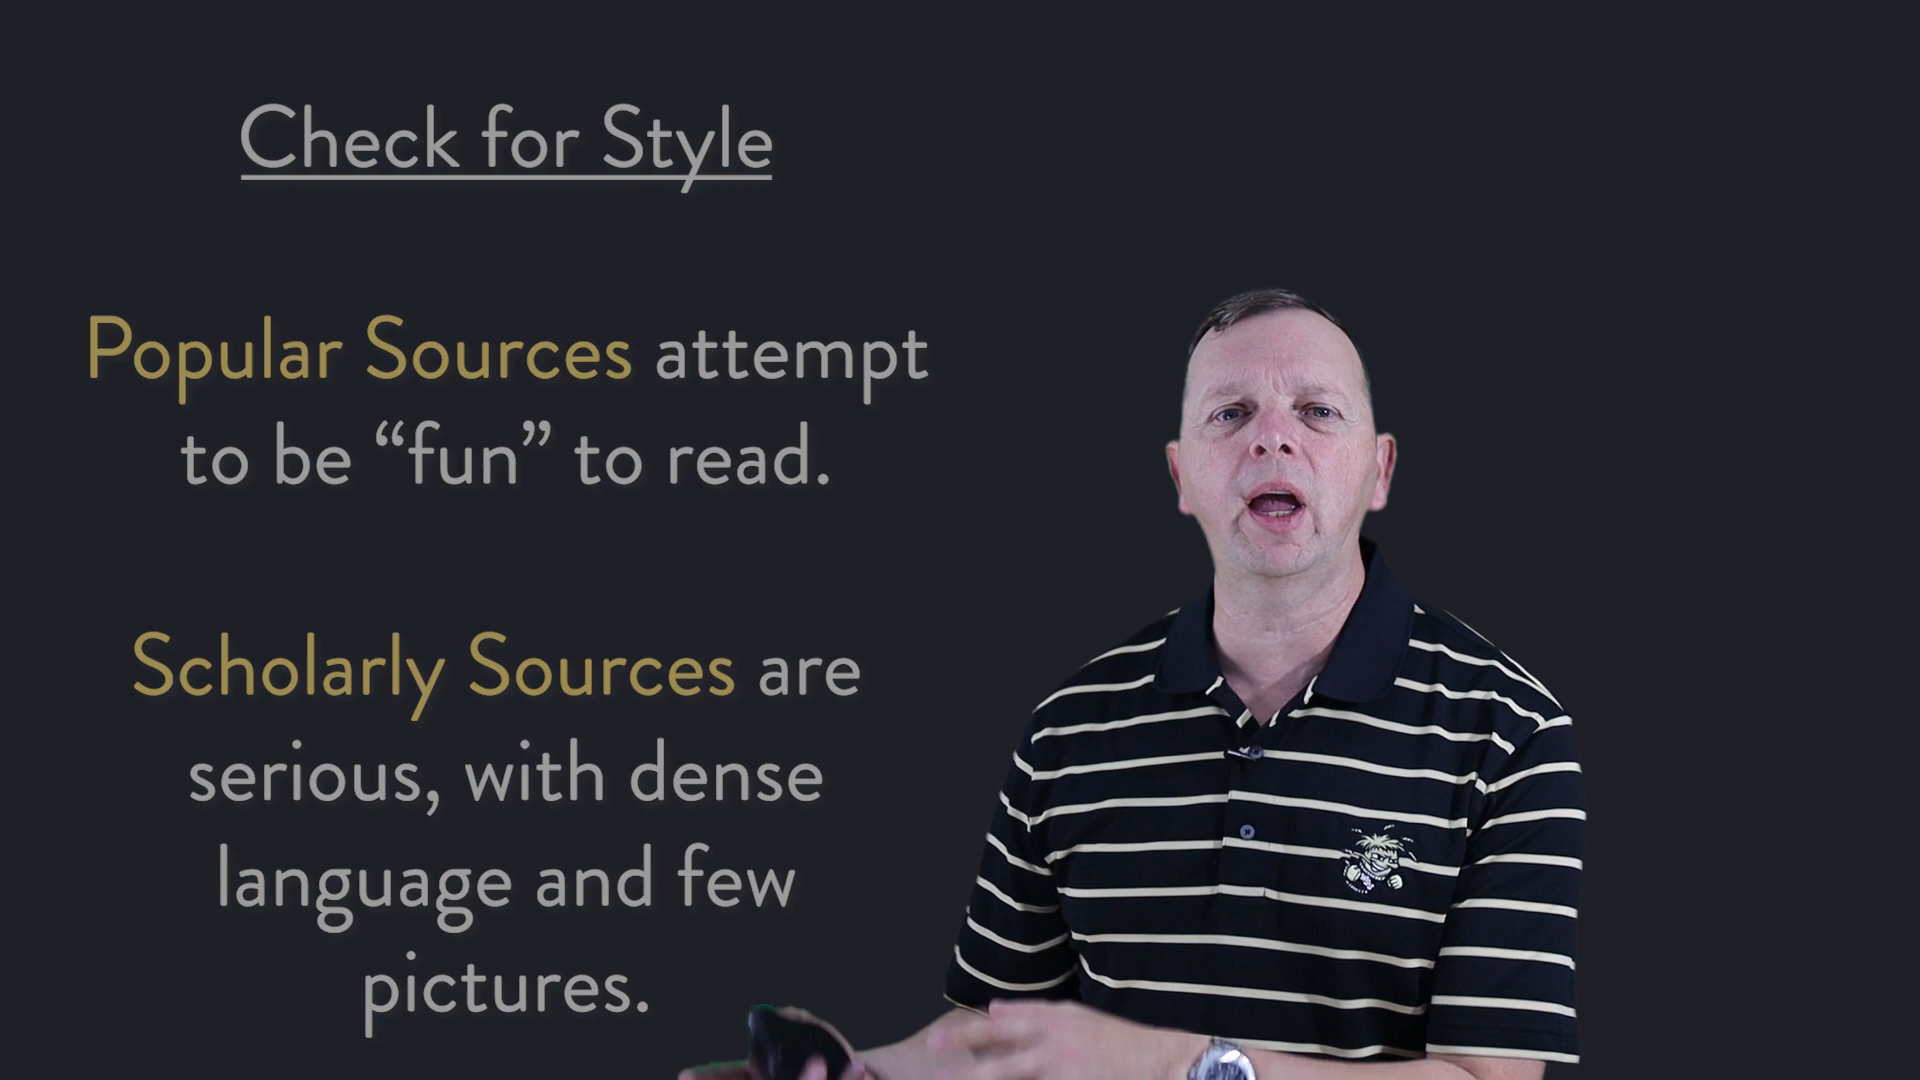 Check for Style
Popular Sources attempt
to be “fun” to read.
Scholarly Sources are
serious, with dense
language and few
pictures.